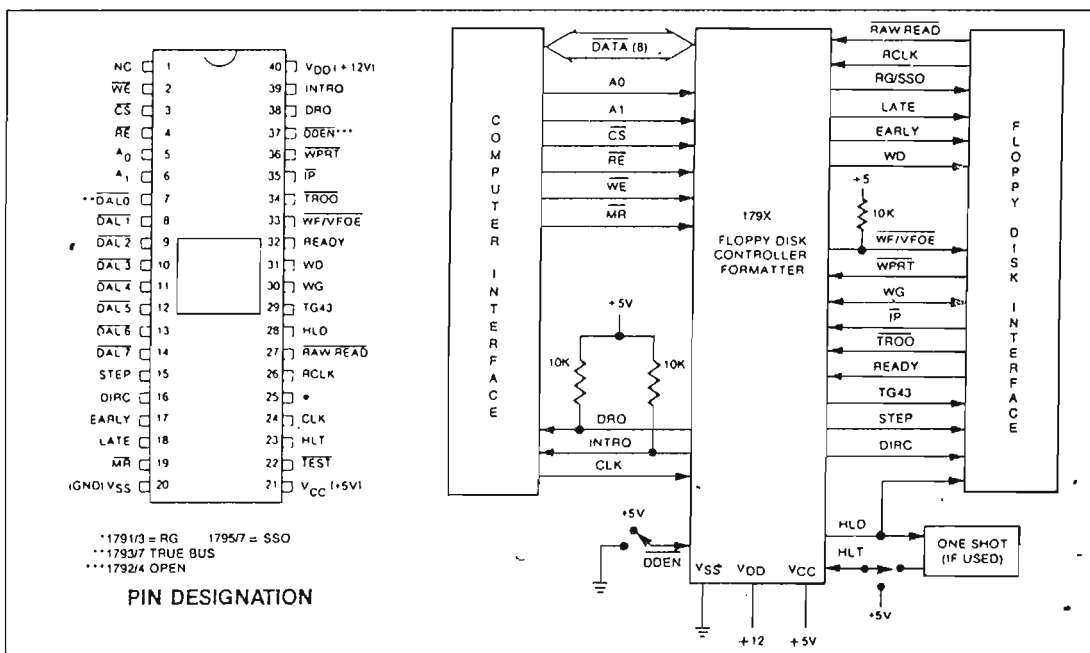 NC 1
WE 2
CS 3
RE 4
A0 5
A1 6
**DAL0 7
DAL1 8
DAL2 9
DAL3 10
DAL4 11
DAL5 12
DAL6 13
DAL7 14
STEP 15
DIRC 16
EARLY 17
LATE 18
MR 19
(GND) VSS 20
40 VDD (+12V)
39 INTRO
38 DRO
37 DDEN***
36 WPRT
35 IP
34 TROO
33 WF/VFOE
32 READY
31 WD
30 WG
29 TG43
28 HLD
27 RAW READ
26 RCLK
25 *
24 CLK
23 HLT
22 TEST
21 VCC (+5V)
*1791/3 = RG 1795/7 = SSO
**1793/7 TRUE BUS
***1792/4 OPEN
PIN DESIGNATION
COMPUTER INTERFACE
DATA (8)
A0
A1
CS
RE
WE
MR
+5V
10K
10K
DRO
INTRO
CLK
+5V
DDEN
179X
FLOPPY DISK
CONTROLLER
FORMATTER
VSS VDD VCC
+12 +5V
RAW READ
RCLK
RG/SSO
LATE
EARLY
WD
+5
10K
WF/VFOE
WPRT
WG
IP
TROO
READY
TG43
STEP
DIRC
HLD
HLT
+5V
ONE SHOT
(IF USED)
FLOPPY DISK INTERFACE